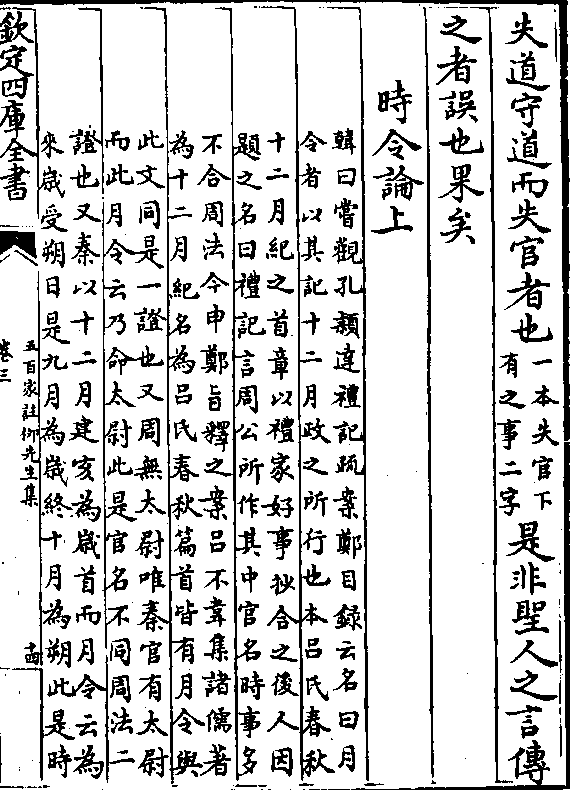 失道守道而失官者也一本失官下
有之事二字是非聖人之言傳
之者誤也果矣
時令論上
韓曰嘗觀孔頴達禮記疏案鄭目録云名曰月
令者以其記十二月政之所行也本吕氏春秋
十二月紀之首章以禮家好事抄合之後人因
題之名曰禮記言周公所作其中官名時事多
不合周法今申鄭旨釋之案吕不韋集諸儒著
為十二月紀名為吕氏春秋篇首皆有月令與
此文同是一證也又周無太尉唯秦官有太尉
而此月令云乃命太尉此是官名不同周法二
證也又秦以十二月建亥為歳首而月令云為
來歳受朔日是九月為歳終十月為朔此是時
欽定四庫全書
五百家註柳先生集
卷三
十四